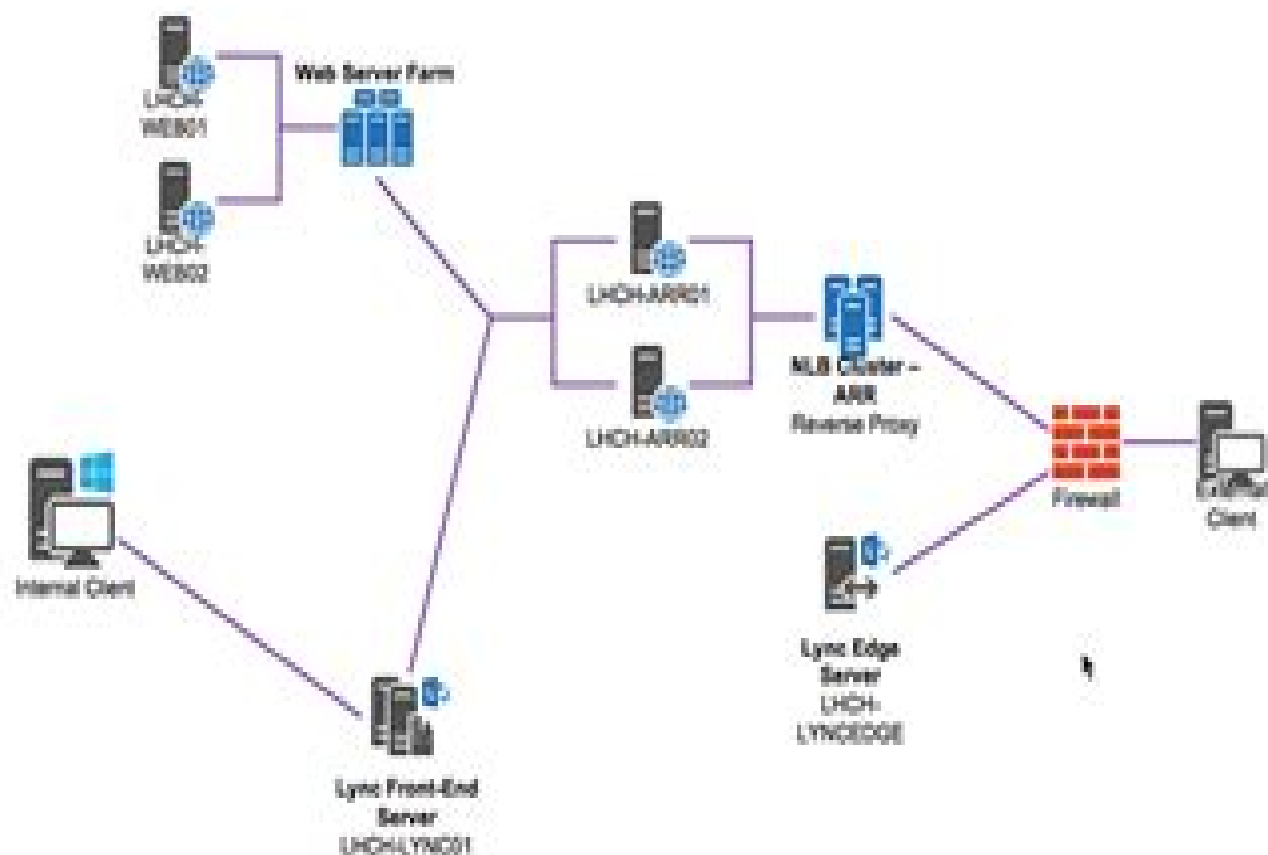 LHCH-
WEB01
Web Server Farm
LHCH-
WEB02
LHCH-ARR01
LHCH-ARR02
NLB Cluster –
ARR
Reverse Proxy
Firewall
External
Client
Internal Client
Lync Edge
Server
LHCH-
LYNCEDGE
Lync Front-End
Server
LHCH-LYNC01